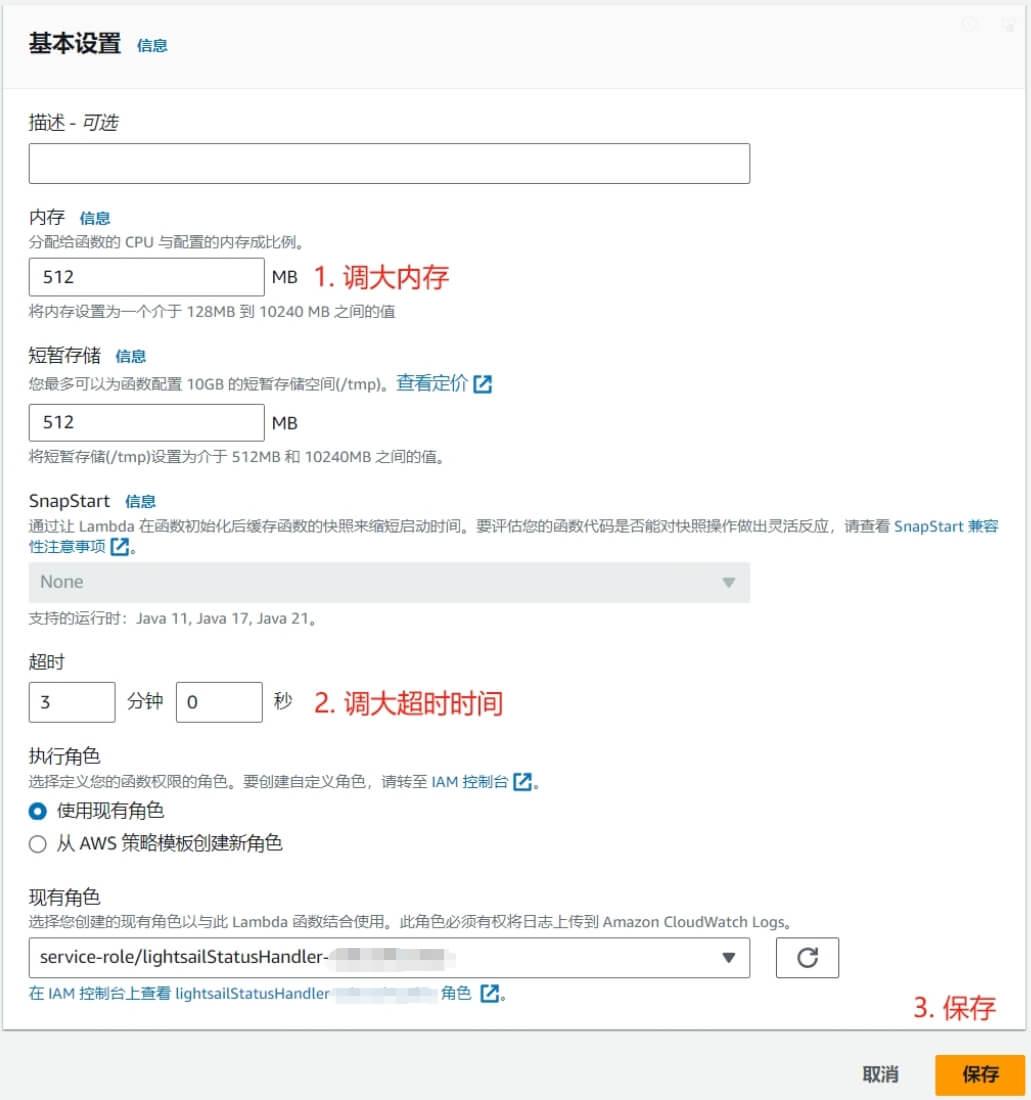 基本设置 信息
描述 - 可选
内存 信息
分配给函数的 CPU 与配置的内存成比例。
512 MB 1. 调大内存
将内存设置为一个介于 128MB 到 10240 MB 之间的值
短暂存储 信息
您最多可以为函数配置 10GB 的短暂存储空间(/tmp)。查看定价
512 MB
将短暂存储(/tmp)设置为介于 512MB 和 10240MB 之间的值。
SnapStart 信息
通过让 Lambda 在函数初始化后缓存函数的快照来缩短启动时间。要评估您的函数代码是否能对快照操作做出灵活反应，请查看 SnapStart 兼容
性注意事项。
None
支持的运行时：Java 11, Java 17, Java 21。
超时
3 分钟 0 秒 2. 调大超时时间
执行角色
选择定义您的函数权限的角色。要创建自定义角色，请转至 IAM 控制台。
使用现有角色
从 AWS 策略模板创建新角色
现有角色
选择您创建的现有角色以与此 Lambda 函数结合使用。此角色必须有权将日志上传到 Amazon CloudWatch Logs。
service-role/lightsailStatusHandler-
在 IAM 控制台上查看 lightsailStatusHandler 角色。
3. 保存
取消 保存